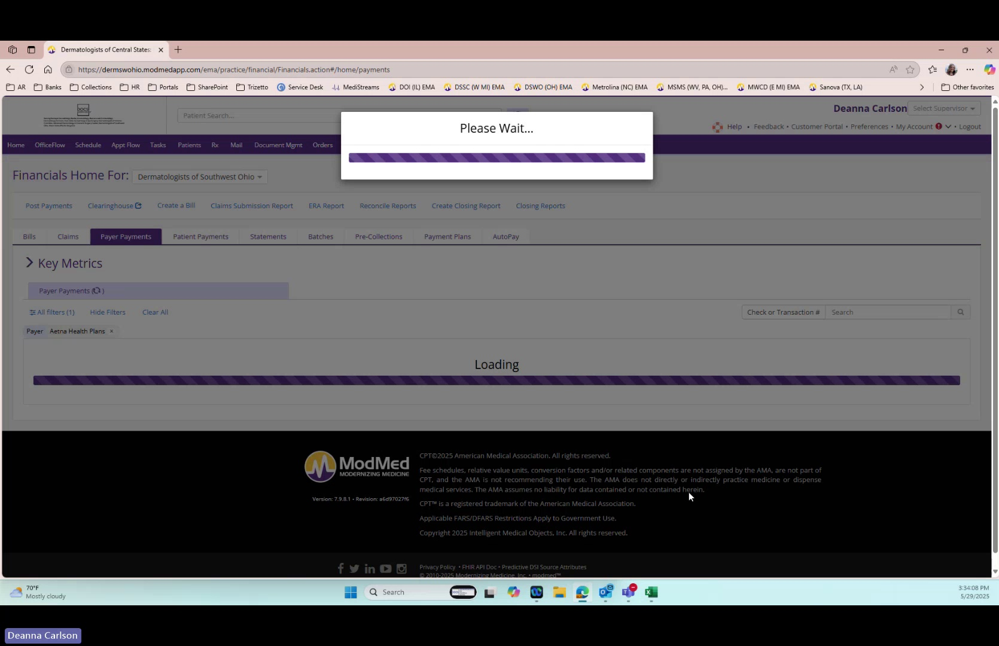 Dermatologists of Central States:
https://dermswohio.modmedapp.com/ema/practice/financial/Financials.action#/home/payments
AR Banks Collections HR Portals SharePoint Trizetto Service Desk MediStreams DOI (IL) EMA DSSC (W MI) EMA DSWO (OH) EMA Metrolina (NC) EMA MSMS (WV, PA, OH)... MWCD (E MI) EMA Sanova (TX, LA) Other favorites
DOCS
Patient Search...
Deanna Carlson Select Supervisor
Help • Feedback • Customer Portal • Preferences • My Account • Logout
Please Wait...
Home OfficeFlow Schedule Appt Flow Tasks Patients Rx Mail Document Mgmt Orders
Financials Home For: Dermatologists of Southwest Ohio
Post Payments Clearinghouse Create a Bill Claims Submission Report ERA Report Reconcile Reports Create Closing Report Closing Reports
Bills Claims Payer Payments Patient Payments Statements Batches Pre-Collections Payment Plans AutoPay
Key Metrics
Payer Payments ( )
All filters (1) Hide Filters Clear All Check or Transaction # Search
Payer Aetna Health Plans ×
Loading
ModMed
MODERNIZING MEDICINE
Version: 7.9.8.1 • Revision: a6d97027f6
CPT©2025 American Medical Association. All rights reserved.
Fee schedules, relative value units, conversion factors and/or related components are not assigned by the AMA, are not part of
CPT, and the AMA is not recommending their use. The AMA does not directly or indirectly practice medicine or dispense
medical services. The AMA assumes no liability for data contained or not contained herein.
CPT™ is a registered trademark of the American Medical Association.
Applicable FARS/DFARS Restrictions Apply to Government Use.
Copyright 2025 Intelligent Medical Objects, Inc. All rights reserved.
Privacy Policy • FHIR API Doc • Predictive DSI Source Attributes
© 2010-2025 Modernizing Medicine, Inc. • modmed™
70°F
Mostly cloudy
Search
3:34:08 PM
5/29/2025
Deanna Carlson